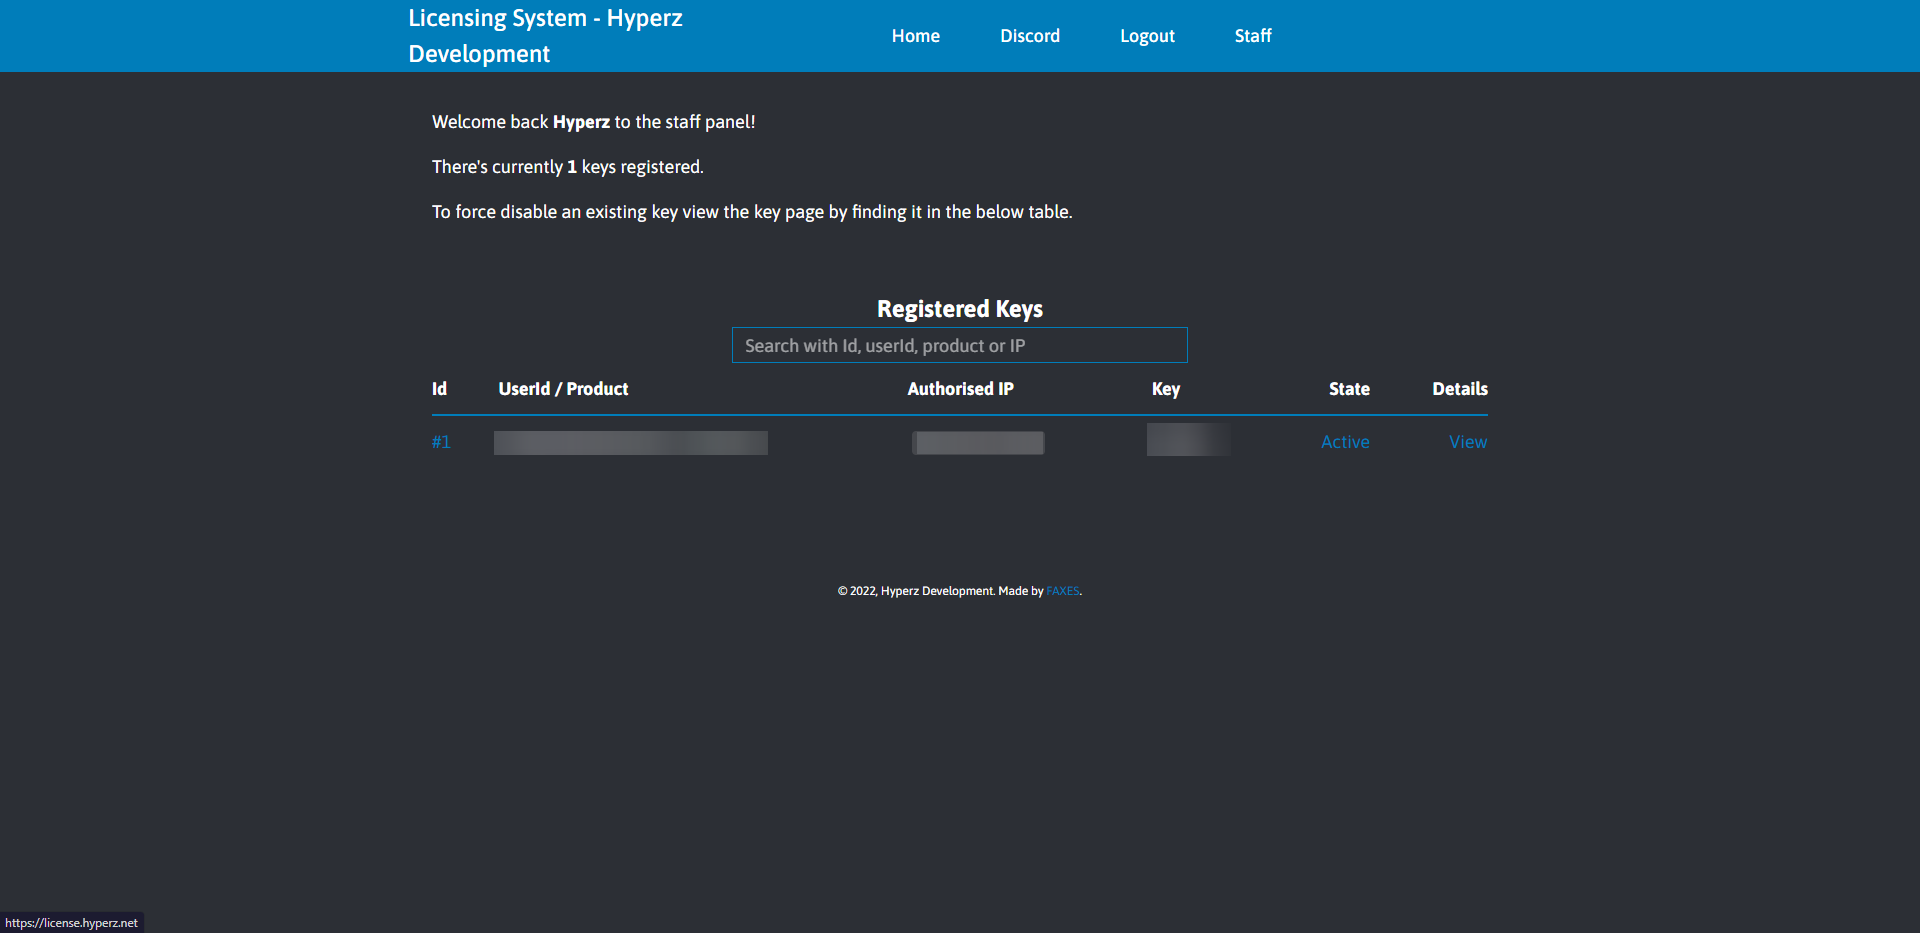 Licensing System - Hyperz
Development
Home Discord Logout Staff
Welcome back Hyperz to the staff panel!
There's currently 1 keys registered.
To force disable an existing key view the key page by finding it in the below table.
Registered Keys
Search with Id, userId, product or IP
Id UserId / Product Authorised IP Key State Details
#1 Active View
© 2022, Hyperz Development. Made by FAXES.
https://license.hyperz.net